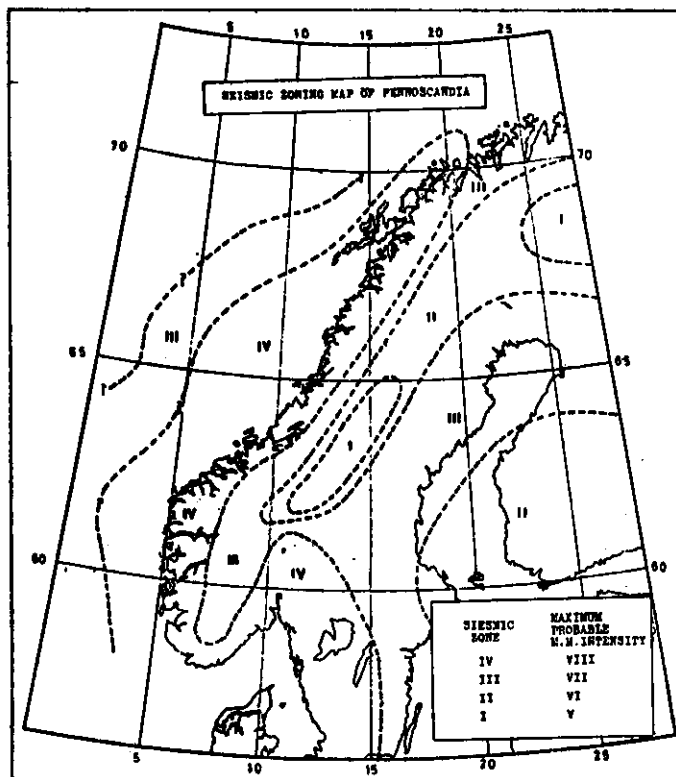 5 10 15 20 25
SEISMIC ZONING MAP OF FENNOSCANDIA
70 70
III
I
II
III IV
65 65
III
I
IV II
III IV
60 60
SIESNIC ZONE MAXIMUM PROBABLE M.M.INTENSITY
IV VIII
III VII
II VI
I V
5 10 15 20 25